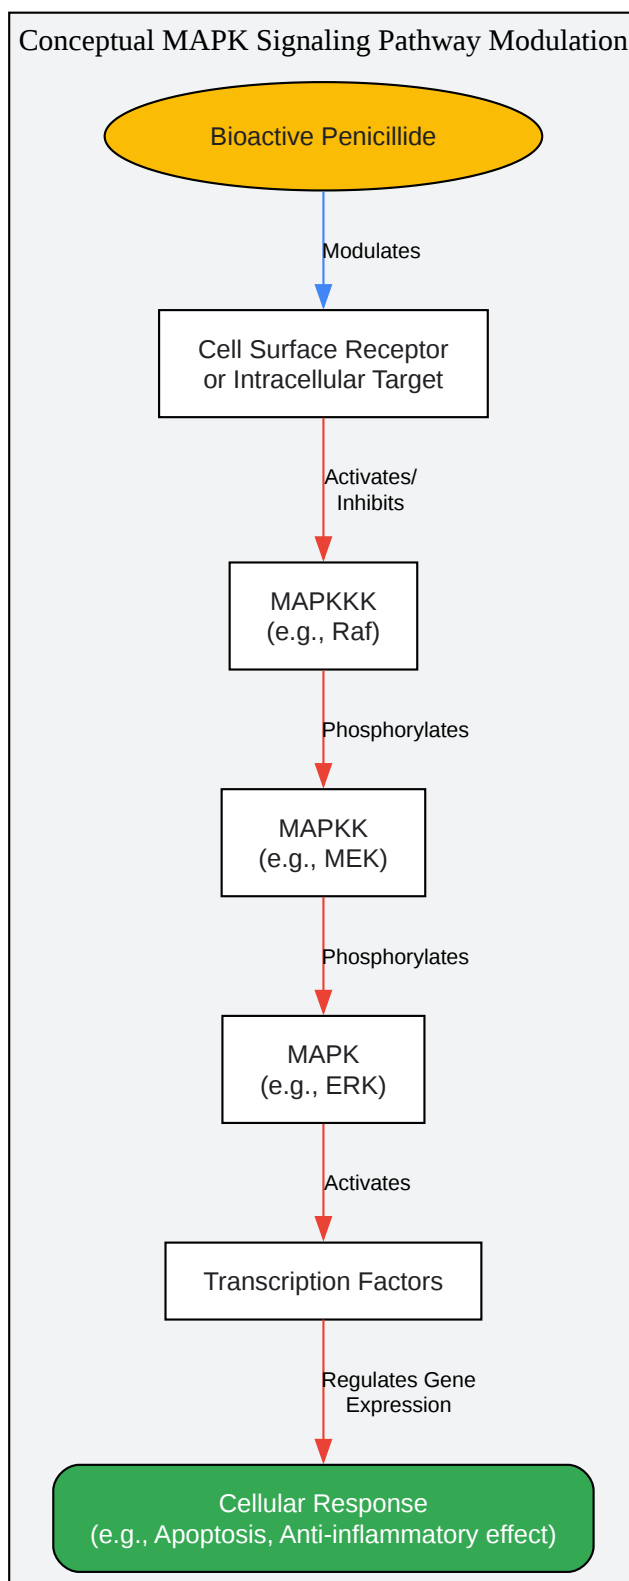 Conceptual MAPK Signaling Pathway Modulation
Bioactive Penicillide
Modulates
Cell Surface Receptor
or Intracellular Target
Activates/
Inhibits
MAPKKK
(e.g., Raf)
Phosphorylates
MAPKK
(e.g., MEK)
Phosphorylates
MAPK
(e.g., ERK)
Activates
Transcription Factors
Regulates Gene
Expression
Cellular Response
(e.g., Apoptosis, Anti-inflammatory effect)